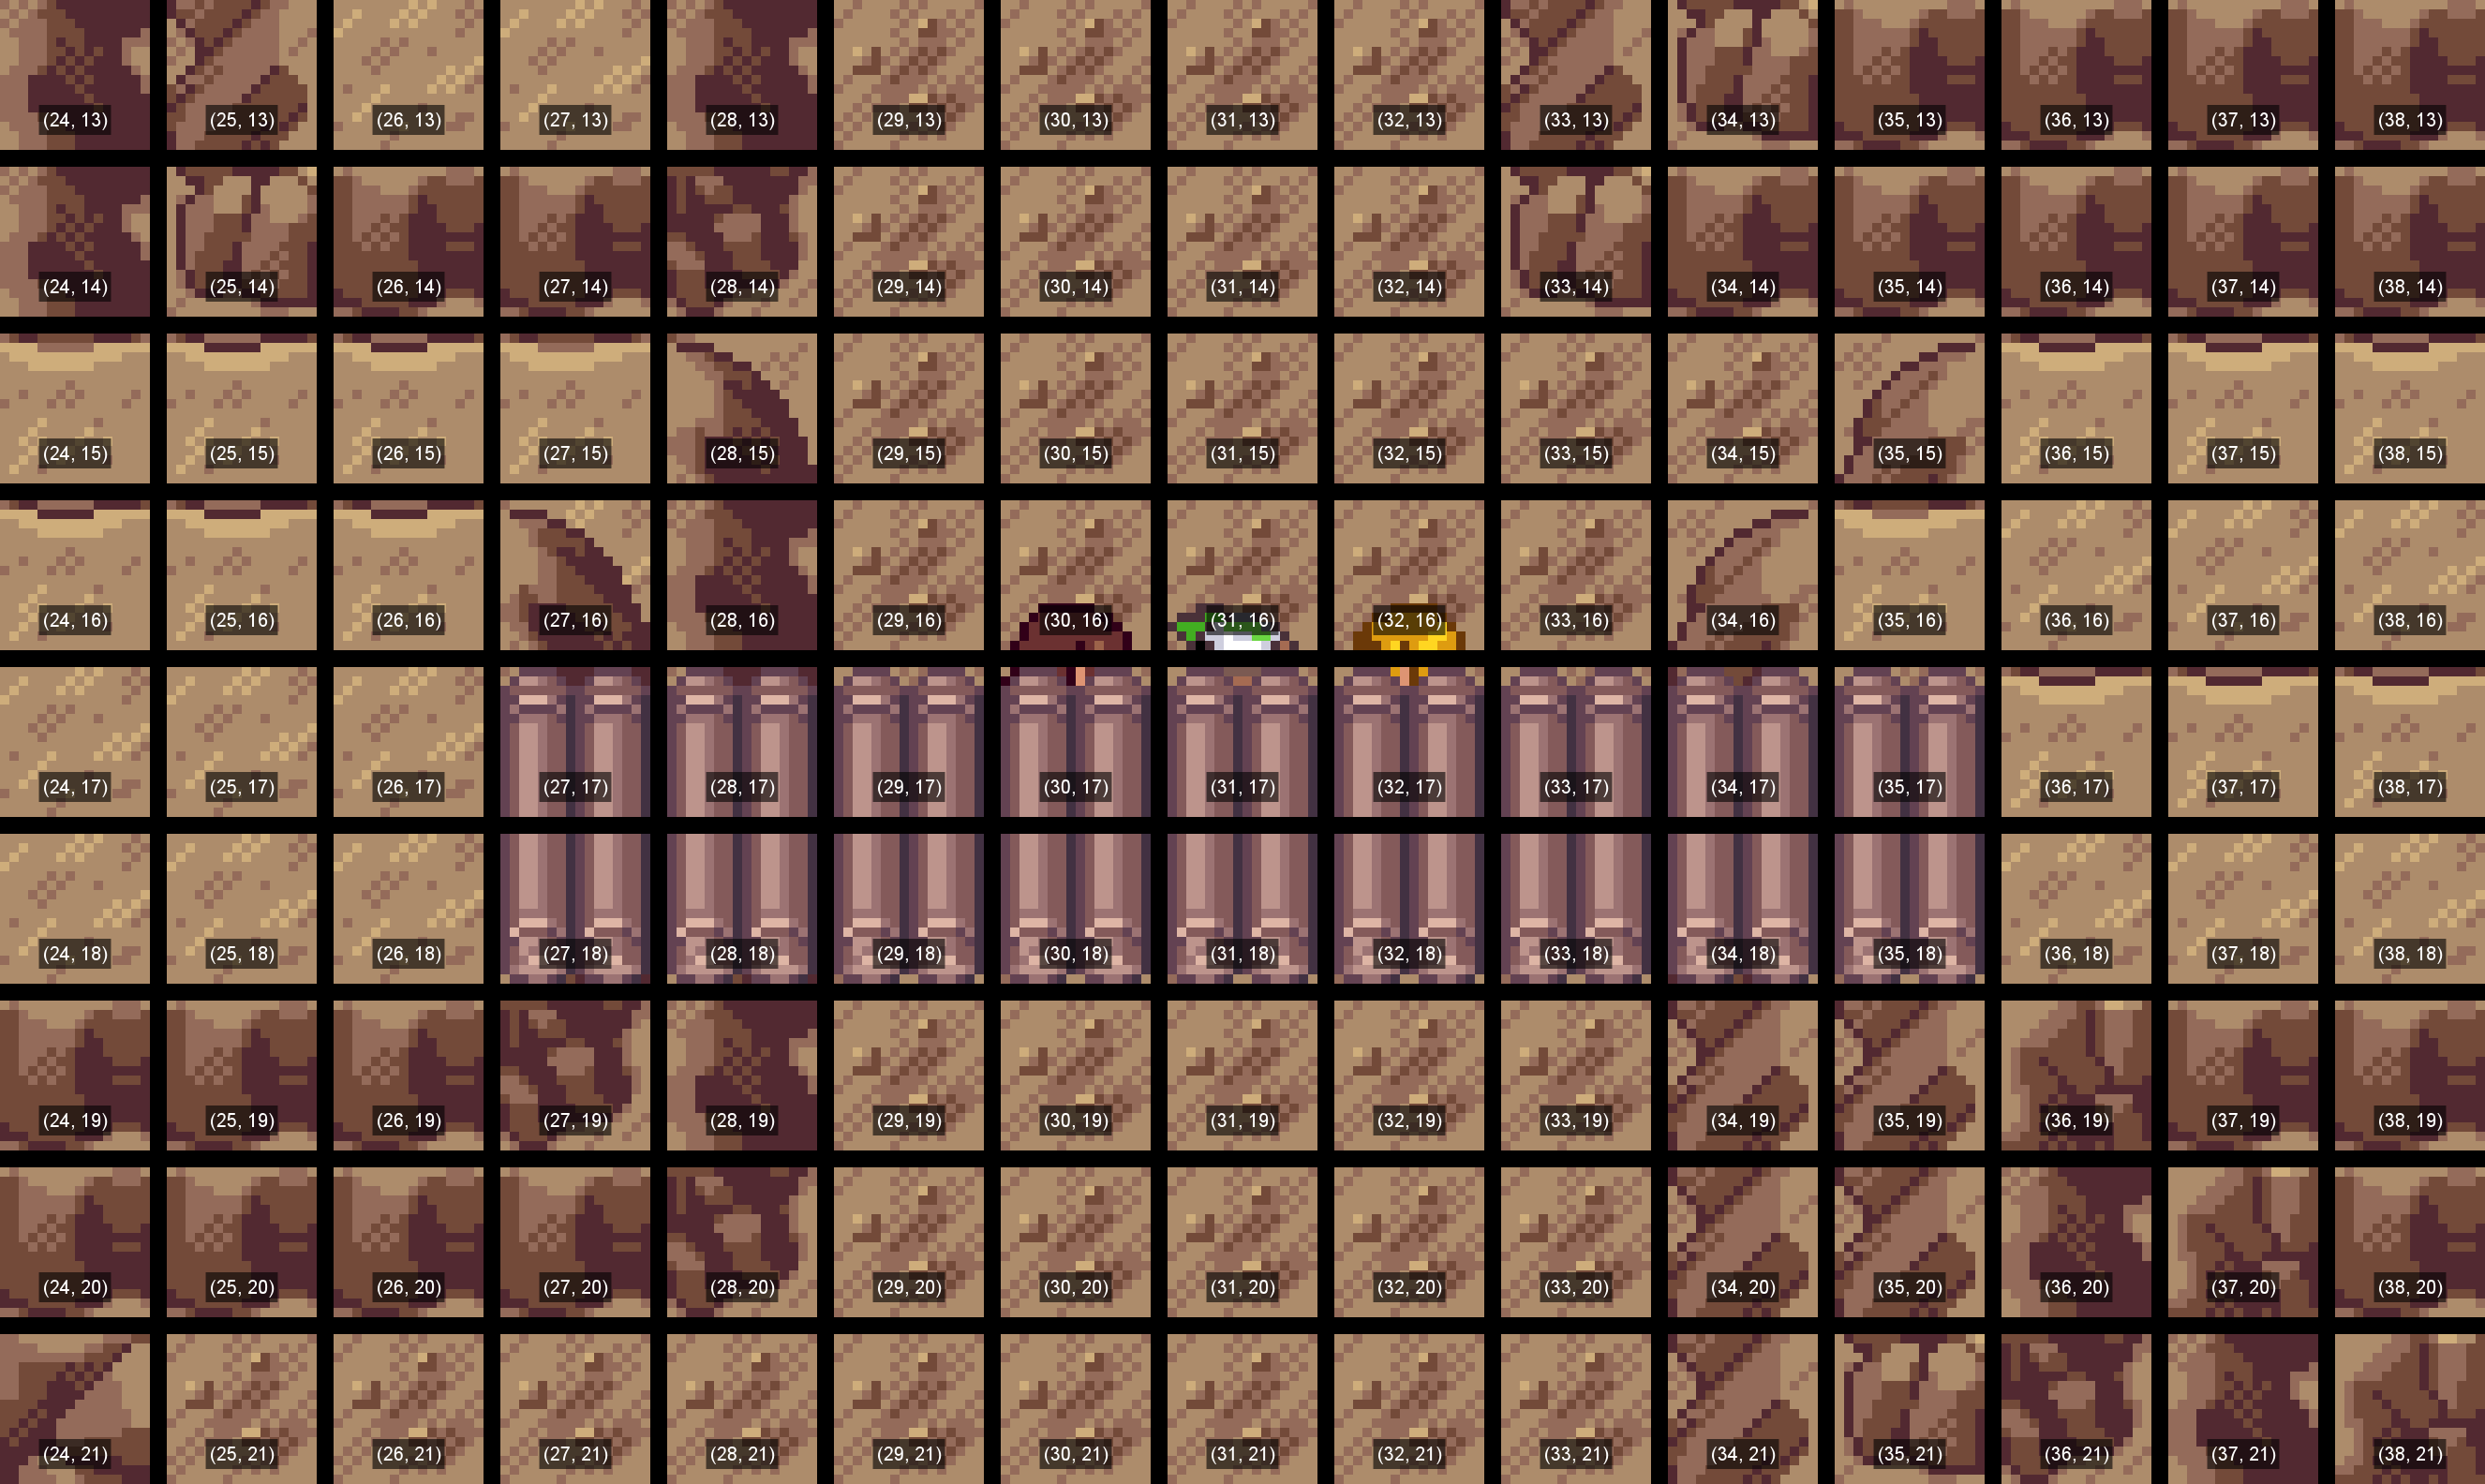 (24, 13) (25, 13) (26, 13) (27, 13) (28, 13) (29, 13) (30, 13) (31, 13) (32, 13) (33, 13) (34, 13) (35, 13) (36, 13) (37, 13) (38, 13)
(24, 14) (25, 14) (26, 14) (27, 14) (28, 14) (29, 14) (30, 14) (31, 14) (32, 14) (33, 14) (34, 14) (35, 14) (36, 14) (37, 14) (38, 14)
(24, 15) (25, 15) (26, 15) (27, 15) (28, 15) (29, 15) (30, 15) (31, 15) (32, 15) (33, 15) (34, 15) (35, 15) (36, 15) (37, 15) (38, 15)
(24, 16) (25, 16) (26, 16) (27, 16) (28, 16) (29, 16) (30, 16) (31, 16) (32, 16) (33, 16) (34, 16) (35, 16) (36, 16) (37, 16) (38, 16)
(24, 17) (25, 17) (26, 17) (27, 17) (28, 17) (29, 17) (30, 17) (31, 17) (32, 17) (33, 17) (34, 17) (35, 17) (36, 17) (37, 17) (38, 17)
(24, 18) (25, 18) (26, 18) (27, 18) (28, 18) (29, 18) (30, 18) (31, 18) (32, 18) (33, 18) (34, 18) (35, 18) (36, 18) (37, 18) (38, 18)
(24, 19) (25, 19) (26, 19) (27, 19) (28, 19) (29, 19) (30, 19) (31, 19) (32, 19) (33, 19) (34, 19) (35, 19) (36, 19) (37, 19) (38, 19)
(24, 20) (25, 20) (26, 20) (27, 20) (28, 20) (29, 20) (30, 20) (31, 20) (32, 20) (33, 20) (34, 20) (35, 20) (36, 20) (37, 20) (38, 20)
(24, 21) (25, 21) (26, 21) (27, 21) (28, 21) (29, 21) (30, 21) (31, 21) (32, 21) (33, 21) (34, 21) (35, 21) (36, 21) (37, 21) (38, 21)